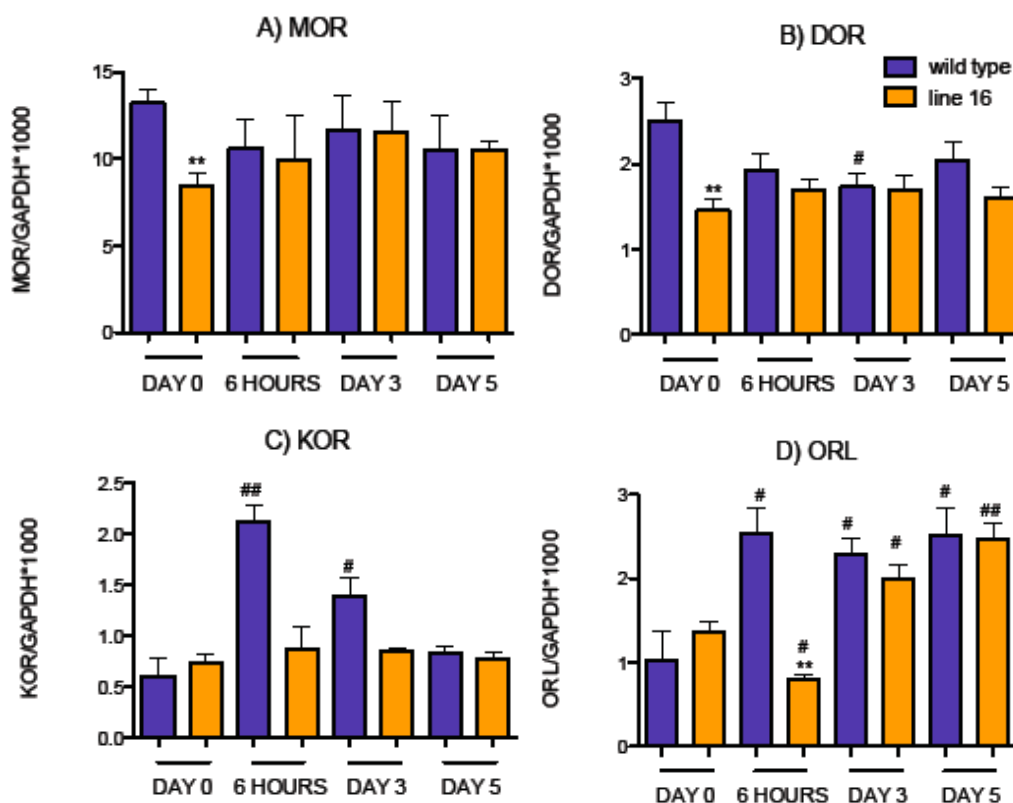 A) MOR
MOR/GAPDH*1000
15
10
5
0
**
DAY 0 6 HOURS DAY 3 DAY 5
B) DOR
wild type
line 16
DOR/GAPDH*1000
3
2
1
0
**
#
DAY 0 6 HOURS DAY 3 DAY 5
C) KOR
KOR/GAPDH*1000
2.5
2.0
1.5
1.0
0.5
0.0
##
#
DAY 0 6 HOURS DAY 3 DAY 5
D) ORL
ORL/GAPDH*1000
3
2
1
0
#
#
**
#
#
#
##
DAY 0 6 HOURS DAY 3 DAY 5